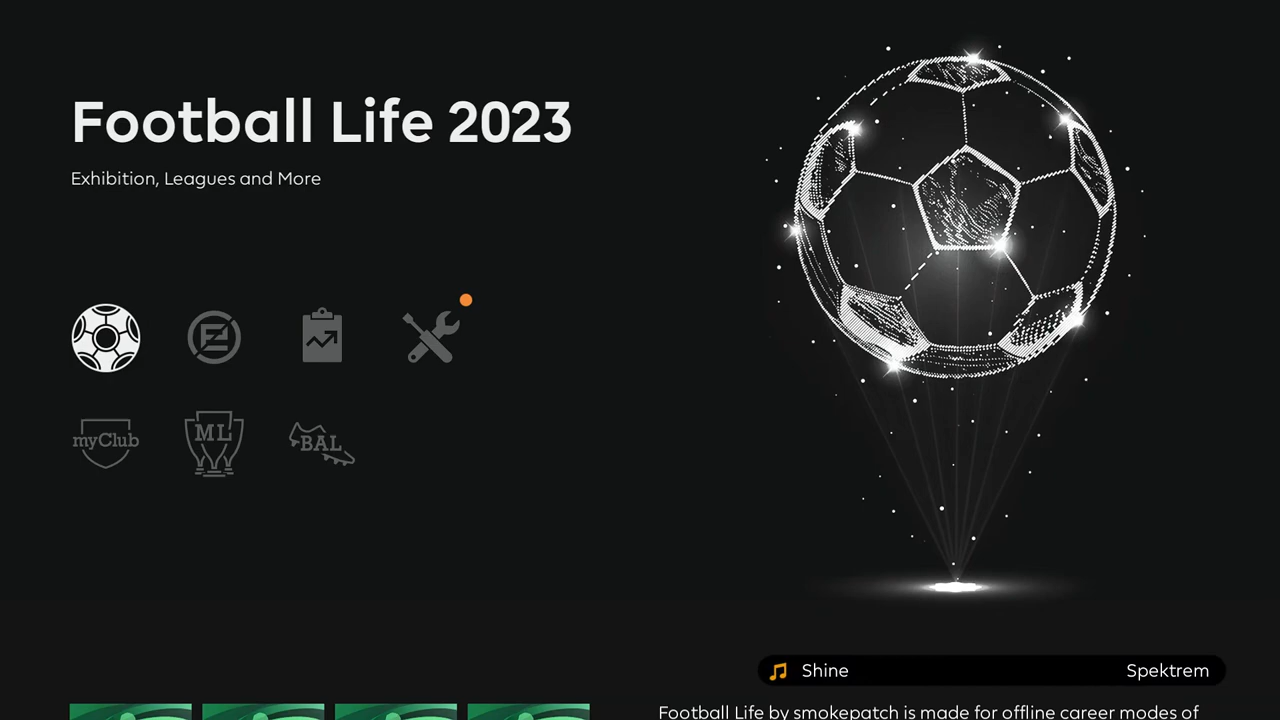 Football Life 2023
Exhibition, Leagues and More
myClub
ML
BAL
Shine
Spektrem
Football Life by smokepatch is made for offline career modes of